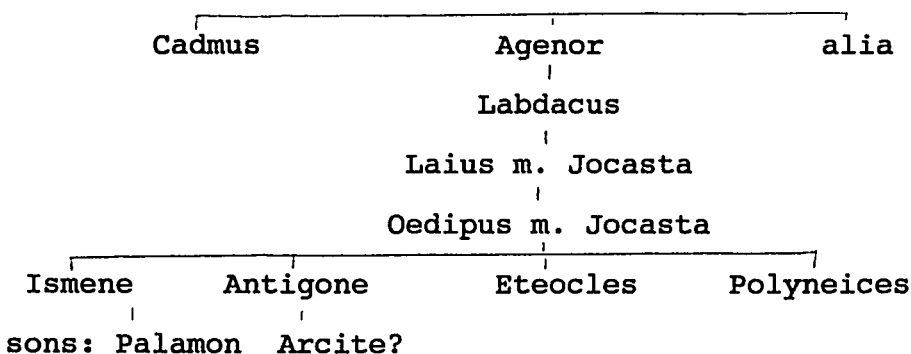 Cadmus Agenor alia
Labdacus
Laius m. Jocasta
Oedipus m. Jocasta
Ismene Antigone Eteocles Polyneices
sons: Palamon Arcite?